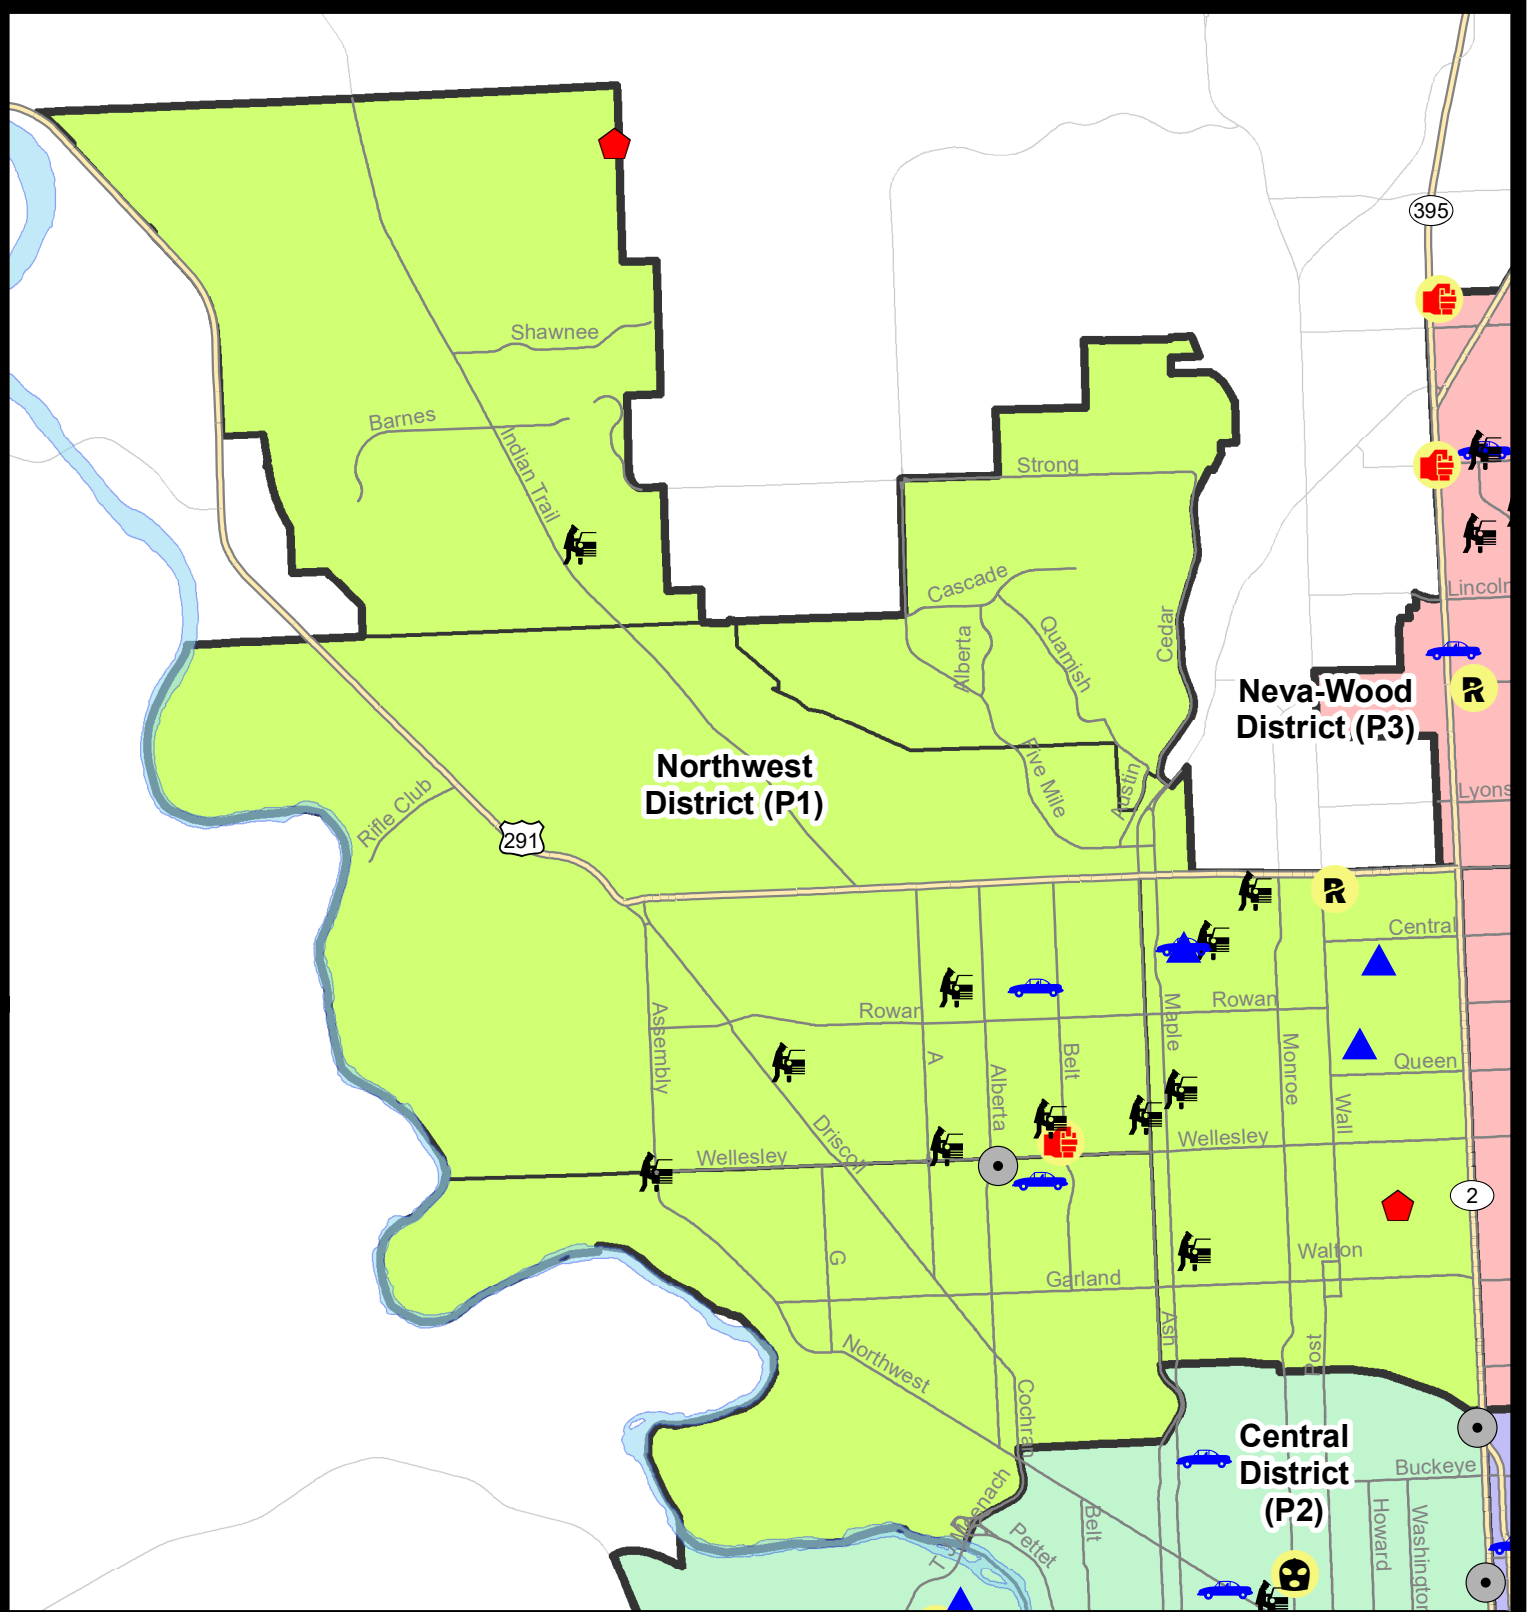 395
Shawnee
Barnes
Indian Trail
Strong
Cascade
Lincoln
Alberta
Quamish
Cedar
Neva-Wood
District (P3)
Northwest
District (P1)
Five Mile
Austin
Lyons
Rifle Club
291
Central
Rowan
Rowan
Assembly
Maple
A
Belt
Alberta
Monroe
Queen
Wall
Driscoll
Wellesley
Wellesley
2
G
Walton
Garland
Ash
Post
Northwest
Cochran
Central
District
(P2)
Buckeye
Belt
Howard
Washington
Pettet